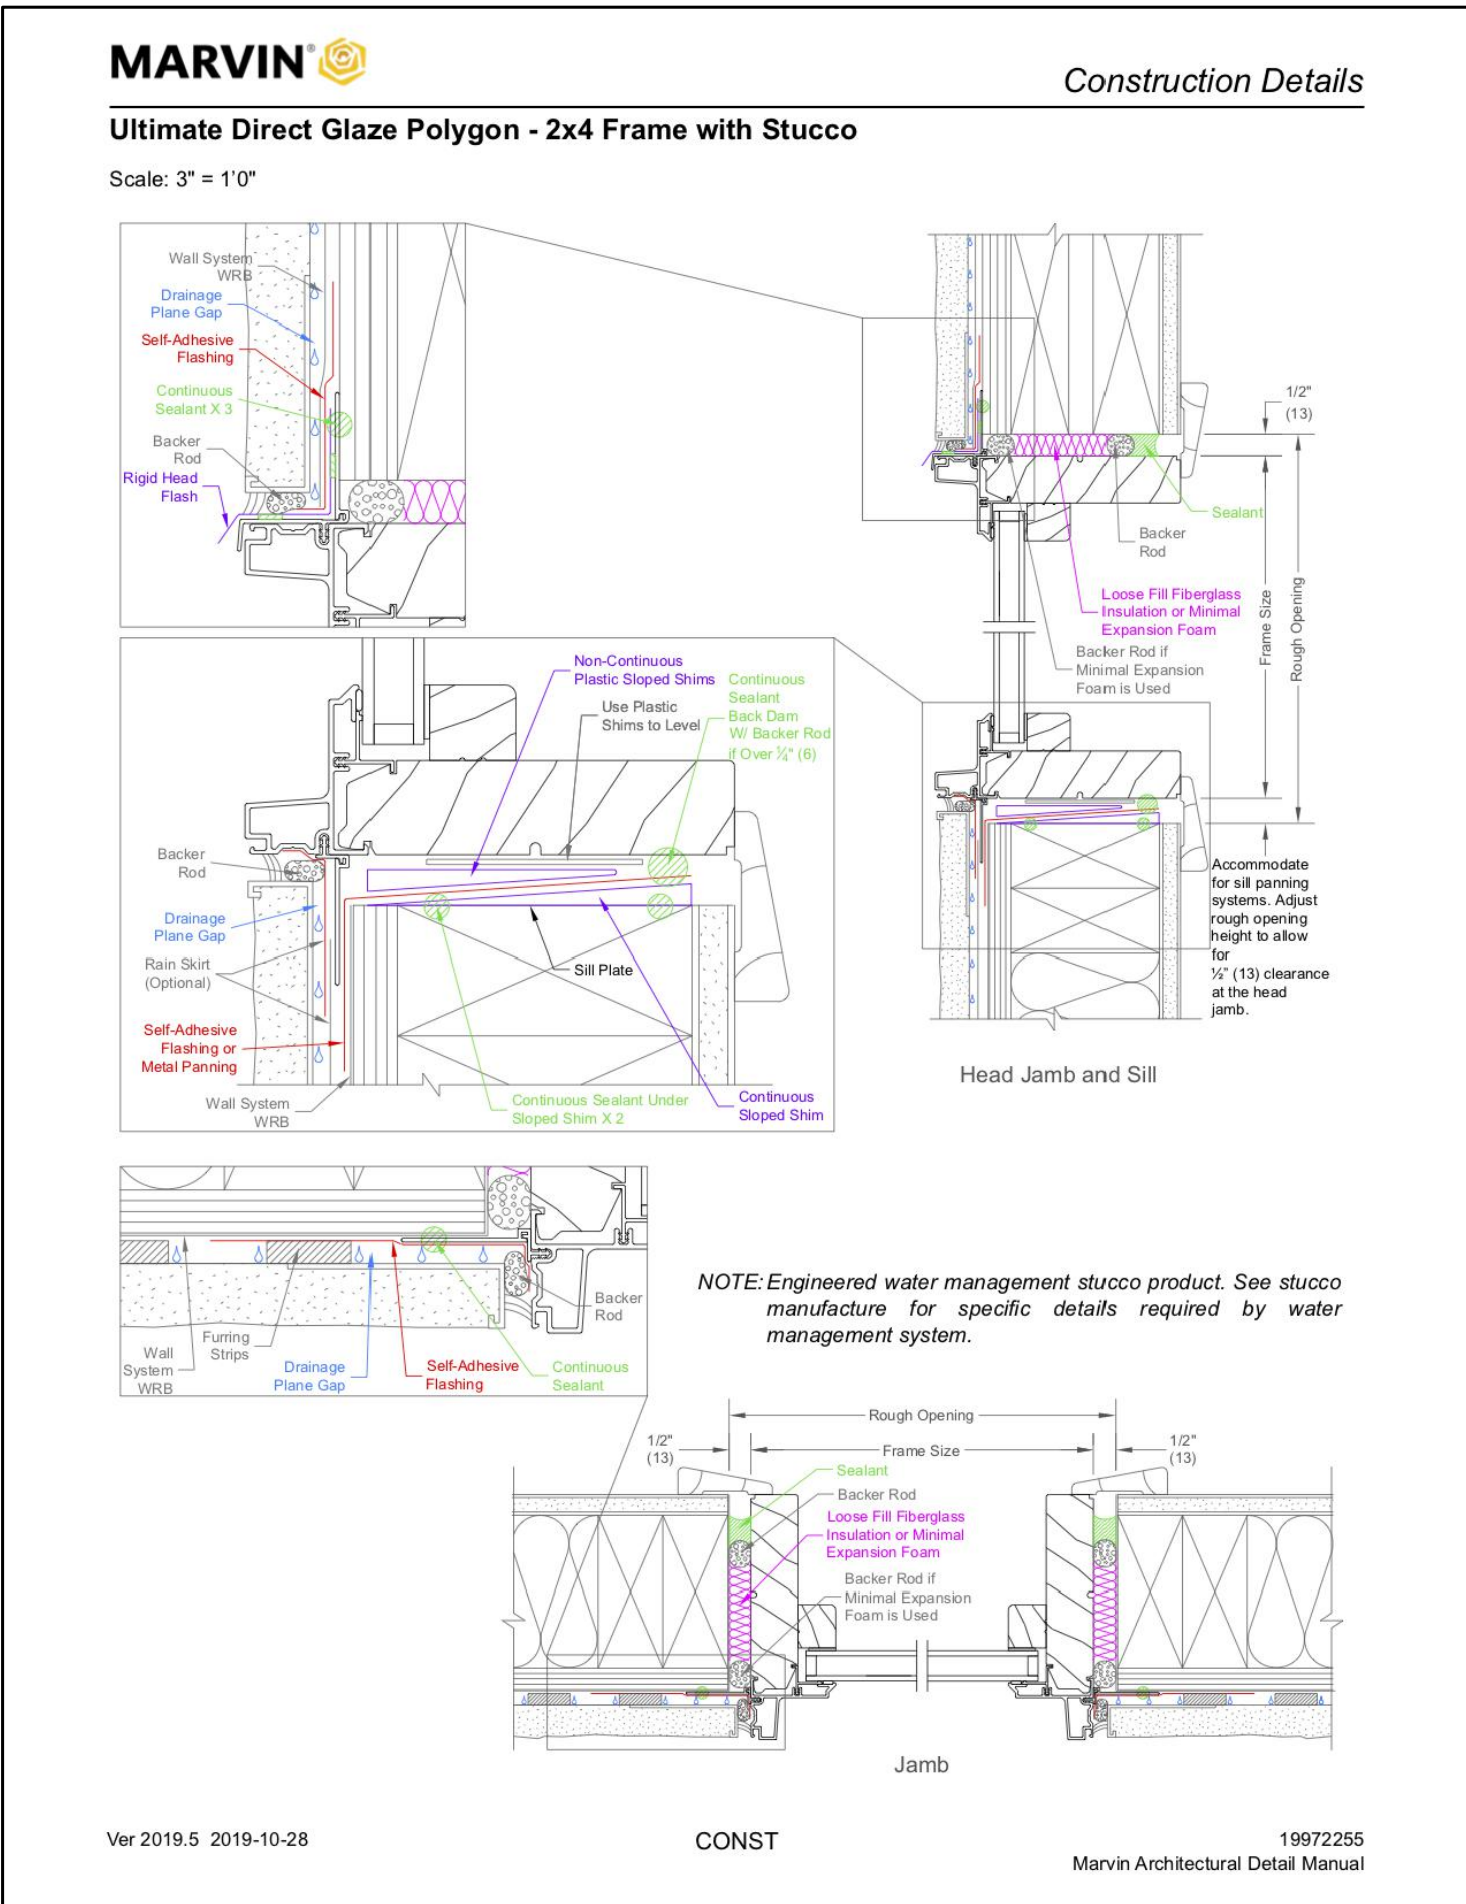 MARVIN®
Construction Details
Ultimate Direct Glaze Polygon - 2x4 Frame with Stucco
Scale: 3" = 1'0"
Wall System
WRB
Drainage
Plane Gap
Self-Adhesive
Flashing
Continuous
Sealant X 3
Backer
Rod
Rigid Head
Flash
1/2"
(13)
Sealant
Backer
Rod
Loose Fill Fiberglass
Insulation or Minimal
Expansion Foam
Backer Rod if
Minimal Expansion
Foam is Used
Frame Size
Rough Opening
Non-Continuous
Plastic Sloped Shims
Use Plastic
Shims to Level
Continuous
Sealant
Back Dam
W/ Backer Rod
if Over ¼" (6)
Backer
Rod
Drainage
Plane Gap
Rain Skirt
(Optional)
Self-Adhesive
Flashing or
Metal Panning
Wall System
WRB
Sill Plate
Continuous Sealant Under
Sloped Shim X 2
Continuous
Sloped Shim
Accommodate
for sill panning
systems. Adjust
rough opening
height to allow
for
½" (13) clearance
at the head
jamb.
Head Jamb and Sill
Wall
System
WRB
Furring
Strips
Drainage
Plane Gap
Self-Adhesive
Flashing
Continuous
Sealant
Backer
Rod
NOTE: Engineered water management stucco product. See stucco
manufacture for specific details required by water
management system.
Rough Opening
1/2"
(13)
Frame Size
1/2"
(13)
Sealant
Backer Rod
Loose Fill Fiberglass
Insulation or Minimal
Expansion Foam
Backer Rod if
Minimal Expansion
Foam is Used
Jamb
Ver 2019.5 2019-10-28
CONST
19972255
Marvin Architectural Detail Manual